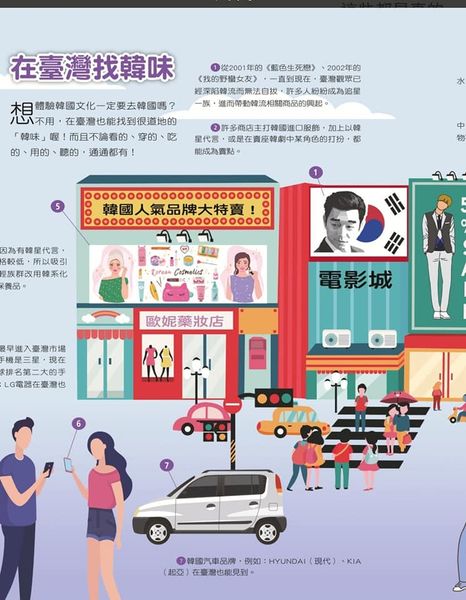 在臺灣找韓味
想體驗韓國文化一定要去韓國嗎？
不用，在臺灣也能找到很道地的
「韓味」喔！而且不論看的、穿的、吃
的、用的、聽的，通通都有！
1從2001年的《藍色生死戀》、2002年的
《我的野蠻女友》，一直到現在，臺灣觀眾已
經深陷韓流而無法自拔，許多人紛紛成為追星
一族，進而帶動韓流相關商品的興起。
2許多商店主打韓國進口服飾，加上以韓
星代言，或是在賣座韓劇中某角色的打扮，都
能成為賣點。
水
中
物
5
韓國人氣品牌大特賣！
Korean Cosmetics
歐妮藥妝店
1
電影城
因為有韓星代言，
格較低，所以吸引
輕族群改用韓系化
保養品。
最早進入臺灣市場
手機是三星，現在
球排名第二大的手
；LG電器在臺灣也
6
7
7韓國汽車品牌，例如：HYUNDAI（現代）、KIA
（起亞）在臺灣也能見到。